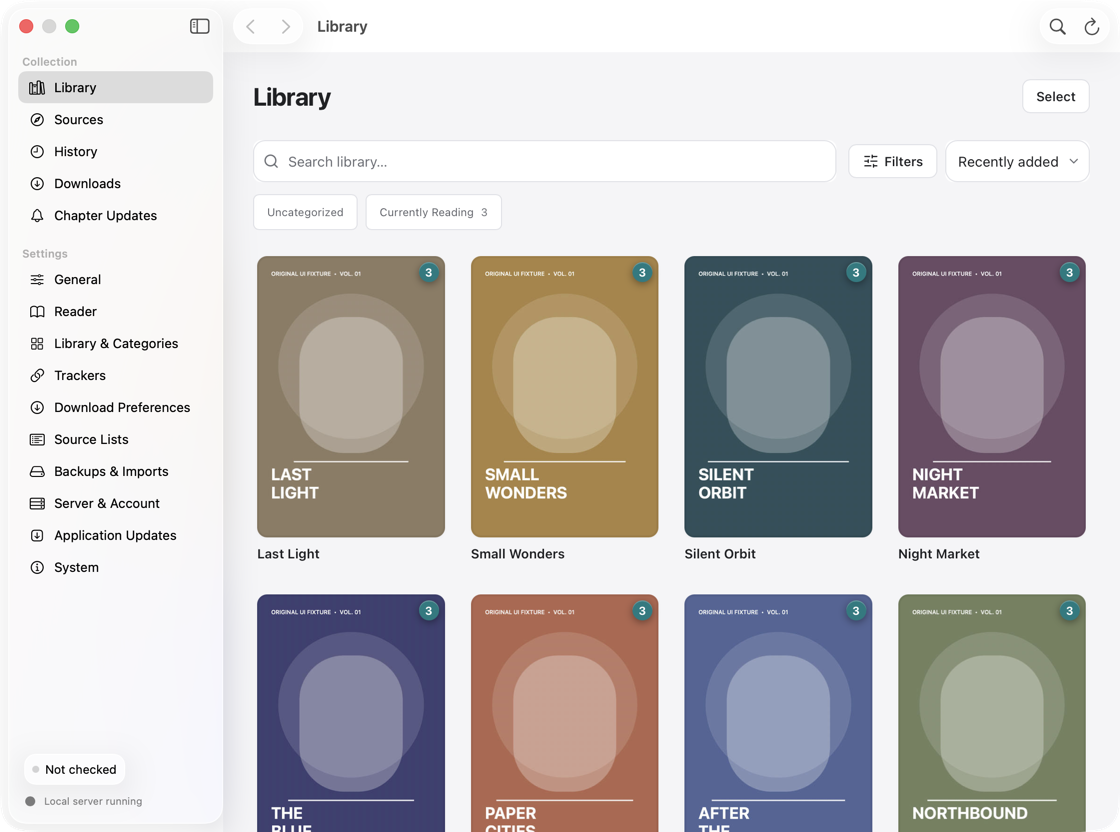 Library
Collection
Library
Sources
History
Downloads
Chapter Updates
Settings
General
Reader
Library & Categories
Trackers
Download Preferences
Source Lists
Backups & Imports
Server & Account
Application Updates
System
Not checked
Local server running
Library
Select
Search library...
Filters
Recently added
Uncategorized
Currently Reading 3
ORIGINAL UI FIXTURE • VOL. 01
3
LAST
LIGHT
Last Light
ORIGINAL UI FIXTURE • VOL. 01
3
SMALL
WONDERS
Small Wonders
ORIGINAL UI FIXTURE • VOL. 01
3
SILENT
ORBIT
Silent Orbit
ORIGINAL UI FIXTURE • VOL. 01
3
NIGHT
MARKET
Night Market
ORIGINAL UI FIXTURE • VOL. 01
3
THE
BLUE
ORIGINAL UI FIXTURE • VOL. 01
3
PAPER
CITIES
ORIGINAL UI FIXTURE • VOL. 01
3
AFTER
THE
ORIGINAL UI FIXTURE • VOL. 01
3
NORTHBOUND